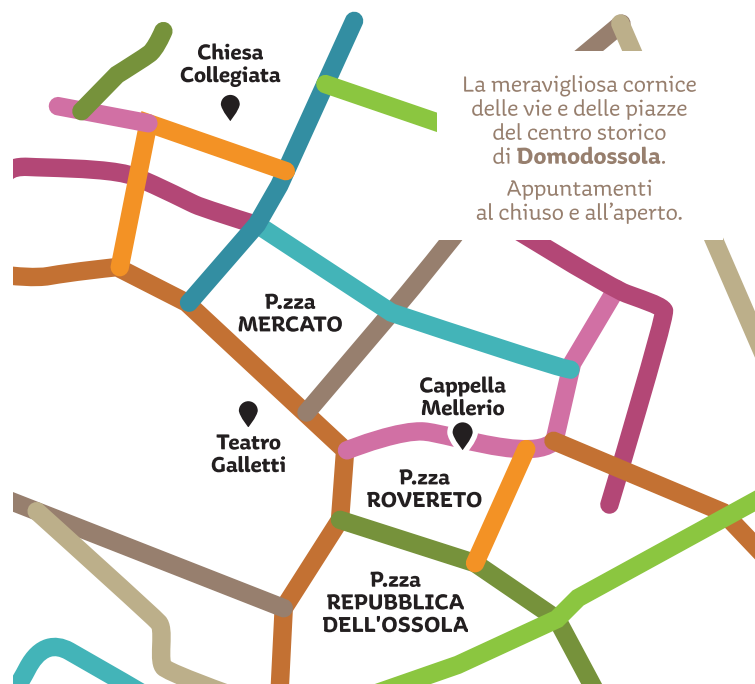 Chiesa
Collegiata
La meravigliosa cornice
delle vie e delle piazze
del centro storico
di Domodossola.
Appuntamenti
al chiuso e all’aperto.
P.zza
MERCATO
Cappella
Mellerio
Teatro
Galletti
P.zza
ROVERETO
P.zza
REPUBBLICA
DELL'OSSOLA